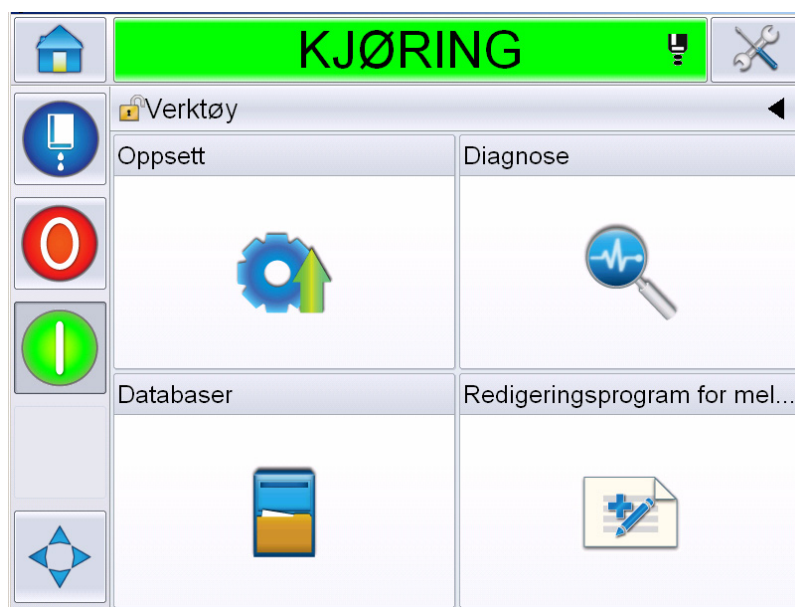 KJØRING
Verktøy
Oppsett
Diagnose
Databaser
Redigeringsprogram for mel...